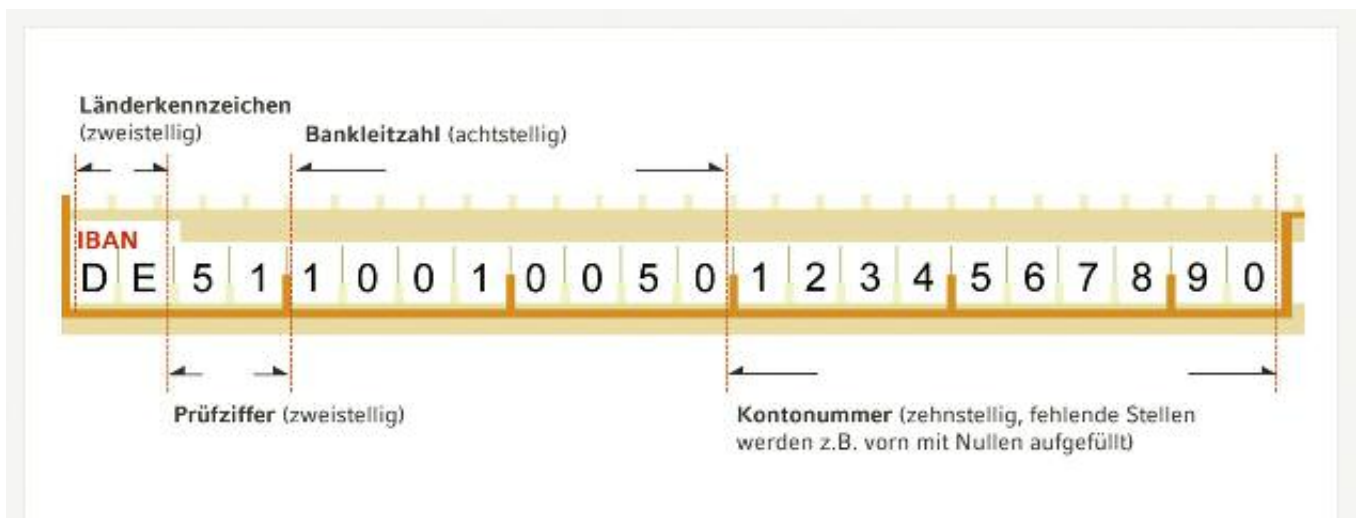 Länderkennzeichen
(zweistellig)
Bankleitzahl (achtstellig)
IBAN
D E 5 1 1 0 0 1 0 0 5 0 1 2 3 4 5 6 7 8 9 0
Prüfziffer (zweistellig)
Kontonummer (zehnstellig, fehlende Stellen
werden z.B. vorn mit Nullen aufgefüllt)